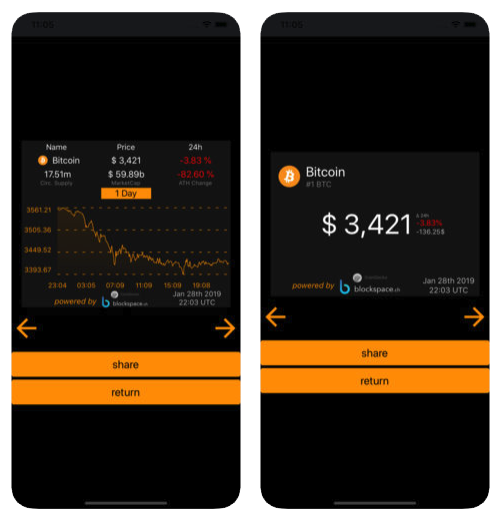 11:05
Name Price 24h
Bitcoin $ 3,421 -3.83 %
17.51m $ 59.89b -82.60 %
Circ. Supply MarketCap ATH Change
1 Day
3561.21
3505.36
3449.52
3393.67
23:04 03:05 07:09 11:09 15:09 19:08
powered by blockspace.ch
Jan 28th 2019
22:03 UTC
share
return
11:05
Bitcoin
#1 BTC
$ 3,421
-3.83%
-136.25$
powered by blockspace.ch
Jan 28th 2019
22:03 UTC
share
return